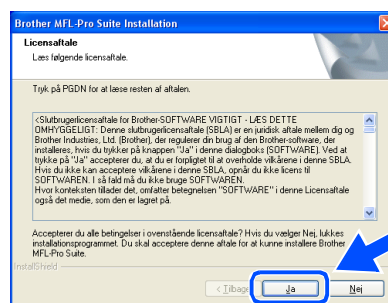 Brother MFL-Pro Suite Installation
Licensaftale
Læs følgende licensaftale.
Tryk på PGDN for at læse resten af aftalen.
<Slutbrugerlicensaftale for Brother-SOFTWARE VIGTIGT - LÆS DETTE
OMHYGGELIGT: Denne slutbrugerlicensaftale (SBLA) er en juridisk aftale mellem dig og
Brother Industries, Ltd. (Brother), der regulerer din brug af den Brother-software, der
installeres, hvis du trykker på knappen "Ja" i denne dialogboks (SOFTWARE). Ved at
trykke på "Ja" accepterer du, at du er forpligtet til at overholde vilkårene i denne SBLA.
Hvis du ikke kan acceptere vilkårene i denne SBLA, opnår du ikke licens til
SOFTWAREN. I så fald må du ikke bruge SOFTWAREN.
Hvor konteksten tillader det, omfatter betegnelsen "SOFTWARE" i denne Licensaftale
også det medie, som den er lagret på.
Accepterer du alle betingelser i ovenstående licensaftale? Hvis du vælger Nej, lukkes
installationsprogrammet. Du skal acceptere denne aftale for at kunne installere Brother
MFL-Pro Suite.
InstallShield
< Tilbage Ja Nej